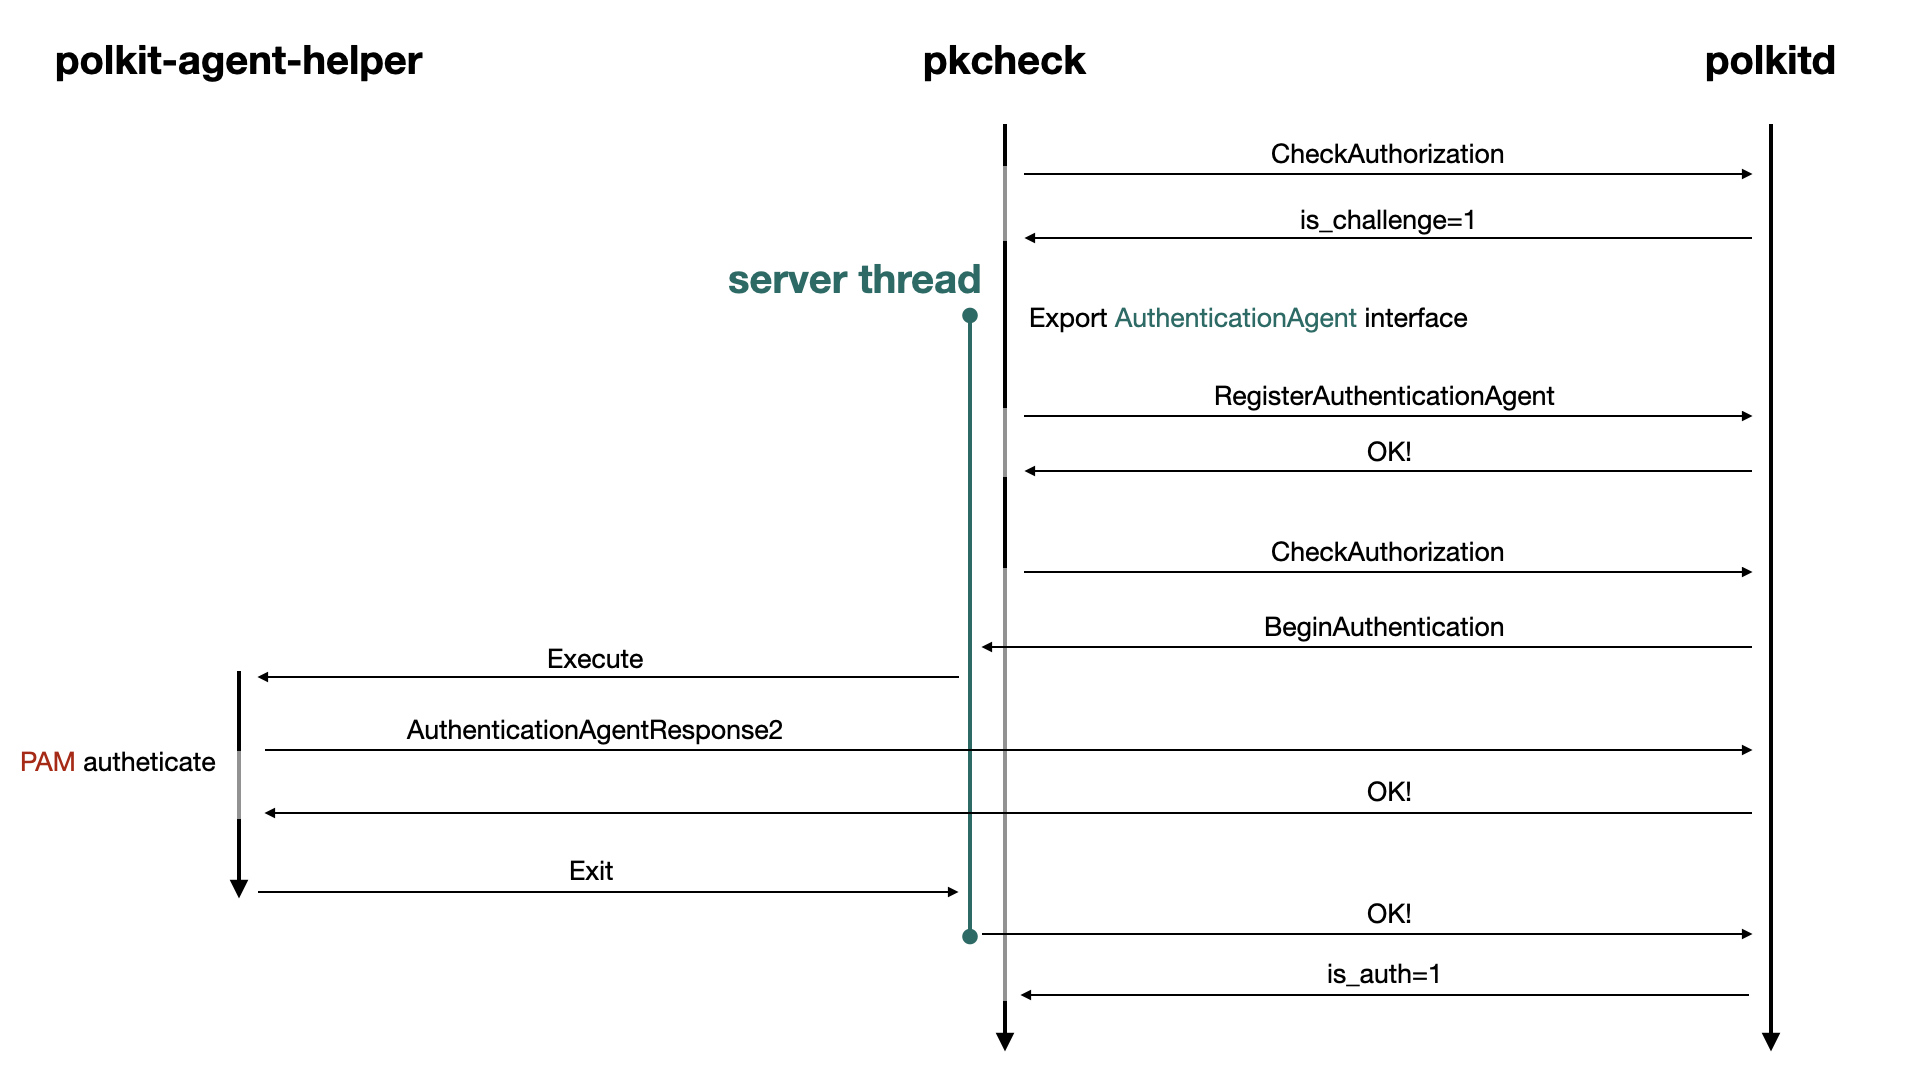 polkit-agent-helper
pkcheck
polkitd
CheckAuthorization
is_challenge=1
server thread
Export AuthenticationAgent interface
RegisterAuthenticationAgent
OK!
CheckAuthorization
BeginAuthentication
Execute
AuthenticationAgentResponse2
PAM autheticate
OK!
Exit
OK!
is_auth=1